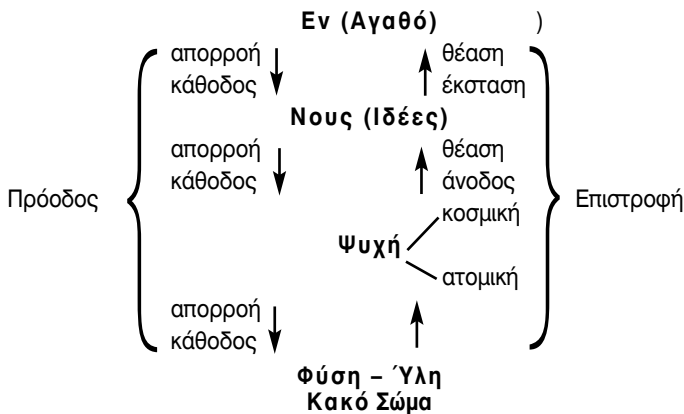 Εν (Αγαθό) )
απορροή θέαση
κάθοδος έκσταση
Νους (Ιδέες)
απορροή θέαση
κάθοδος άνοδος
Πρόοδος κοσμική Επιστροφή
Ψυχή
ατομική
απορροή
κάθοδος
Φύση – Ύλη
Κακό Σώμα